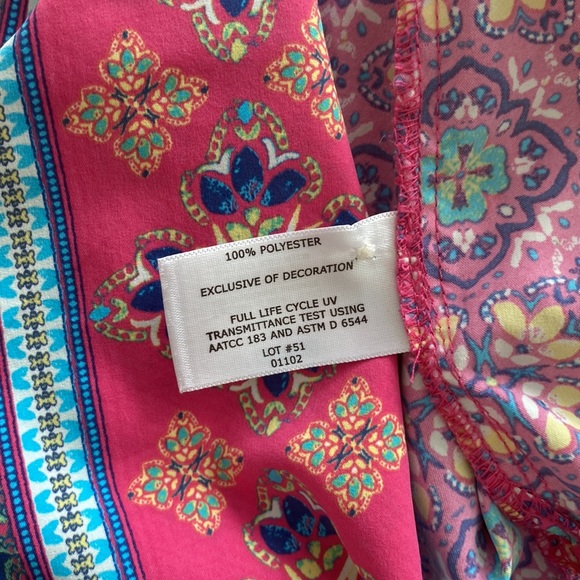 100% POLYESTER
EXCLUSIVE OF DECORATION
FULL LIFE CYCLE UV
TRANSMITTANCE TEST USING
AATCC 183 AND ASTM D 6544
LOT #51
01102